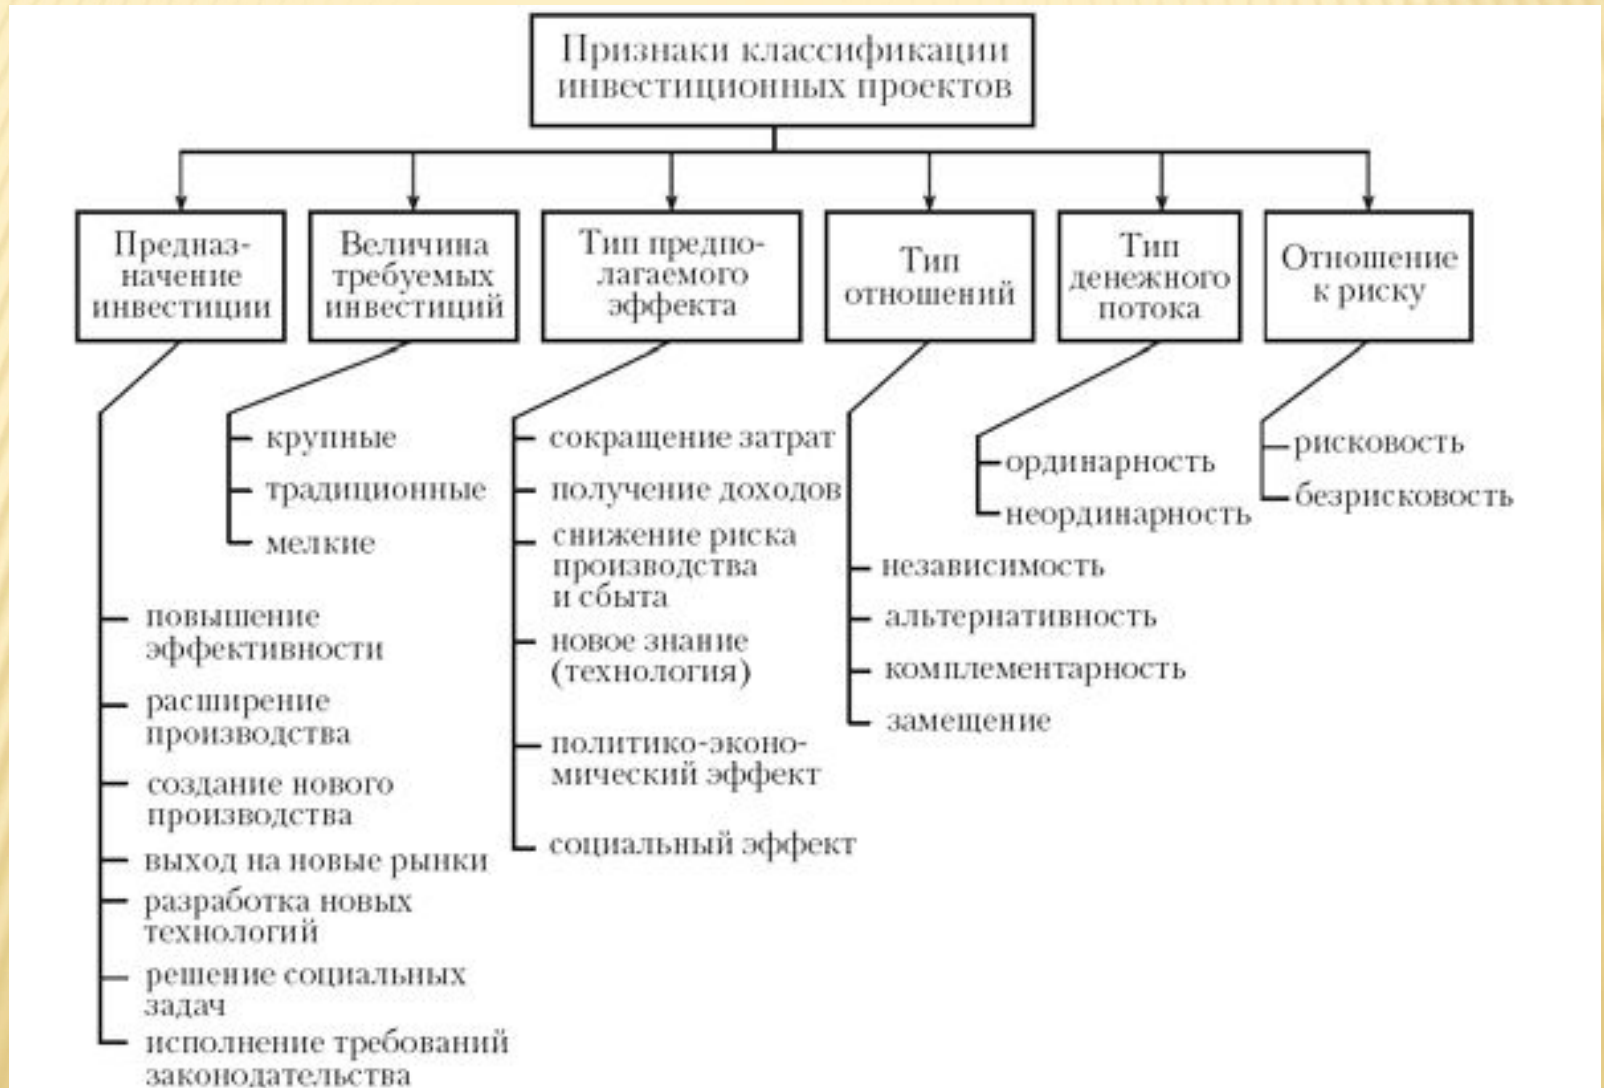 Признаки классификации
инвестиционных проектов
Предназ-
начение
инвестиции
Величина
требуемых
инвестиций
Тип предпо-
лагаемого
эффекта
Тип
отношений
Тип
денежного
потока
Отношение
к риску
повышение
эффективности
расширение
производства
создание нового
производства
выход на новые рынки
разработка новых
технологий
решение социальных
задач
исполнение требований
законодательства
крупные
традиционные
мелкие
сокращение затрат
получение доходов
снижение риска
производства
и сбыта
новое знание
(технология)
политико-эконо-
мический эффект
социальный эффект
независимость
альтернативность
комплементарность
замещение
ординарность
неординарность
рисковость
безрисковость